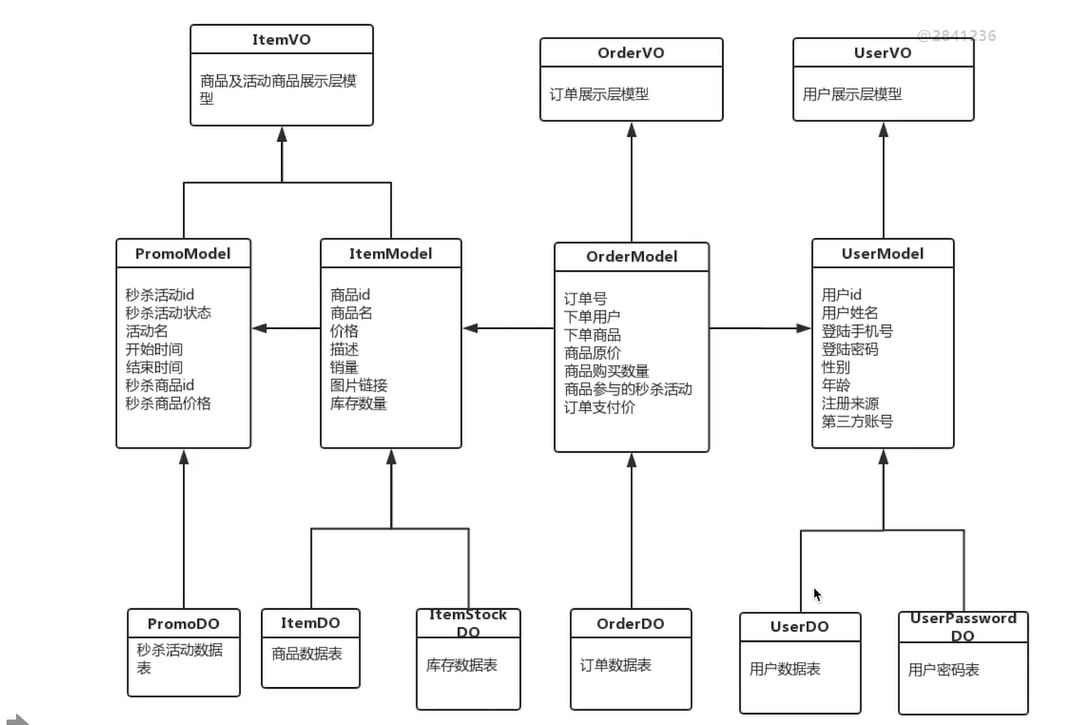 @2841236
ItemVO
商品及活动商品展示层模
型
OrderVO
订单展示层模型
UserVO
用户展示层模型
PromoModel
秒杀活动id
秒杀活动状态
活动名
开始时间
结束时间
秒杀商品id
秒杀商品价格
ItemModel
商品id
商品名
价格
描述
销量
图片链接
库存数量
OrderModel
订单号
下单用户
下单商品
商品原价
商品购买数量
商品参与的秒杀活动
订单支付价
UserModel
用户id
用户姓名
登陆手机号
登陆密码
性别
年龄
注册来源
第三方账号
PromoDO
秒杀活动数据
表
ItemDO
商品数据表
ItemStock
DO
库存数据表
OrderDO
订单数据表
UserDO
用户数据表
UserPassword
DO
用户密码表